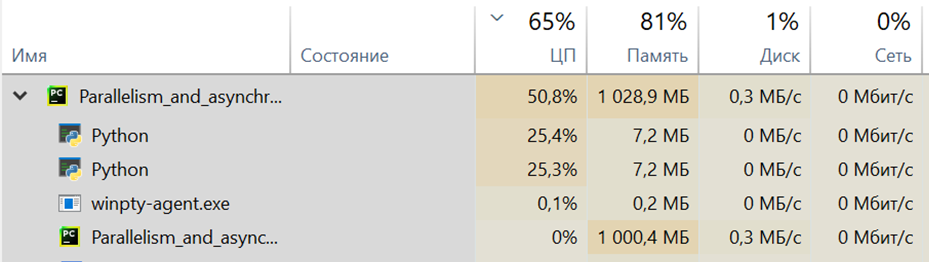 65% 81% 1% 0%
Имя Состояние ЦП Память Диск Сеть
PC Parallelism_and_asynchr... 50,8% 1 028,9 МБ 0,3 МБ/с 0 Мбит/с
Python 25,4% 7,2 МБ 0 МБ/с 0 Мбит/с
Python 25,3% 7,2 МБ 0 МБ/с 0 Мбит/с
winpty-agent.exe 0,1% 0,2 МБ 0 МБ/с 0 Мбит/с
PC Parallelism_and_async... 0% 1 000,4 МБ 0,3 МБ/с 0 Мбит/с